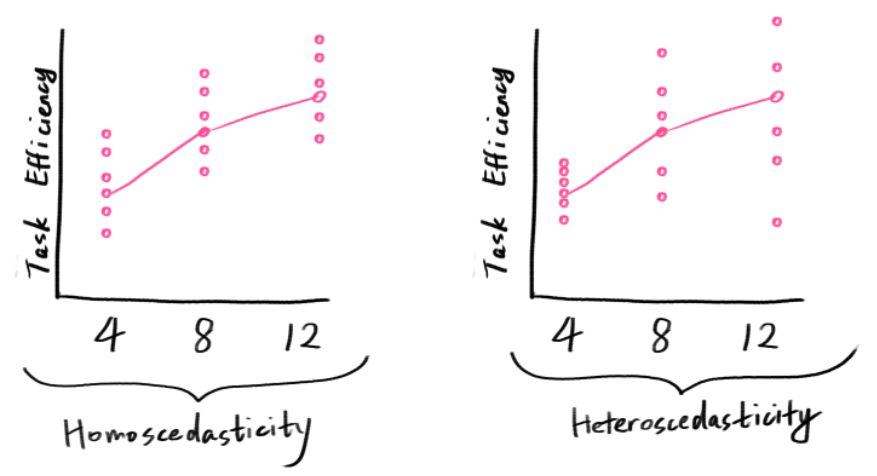 Task Efficiency
4 8 12
Homoscedasticity
Task Efficiency
4 8 12
Heteroscedasticity